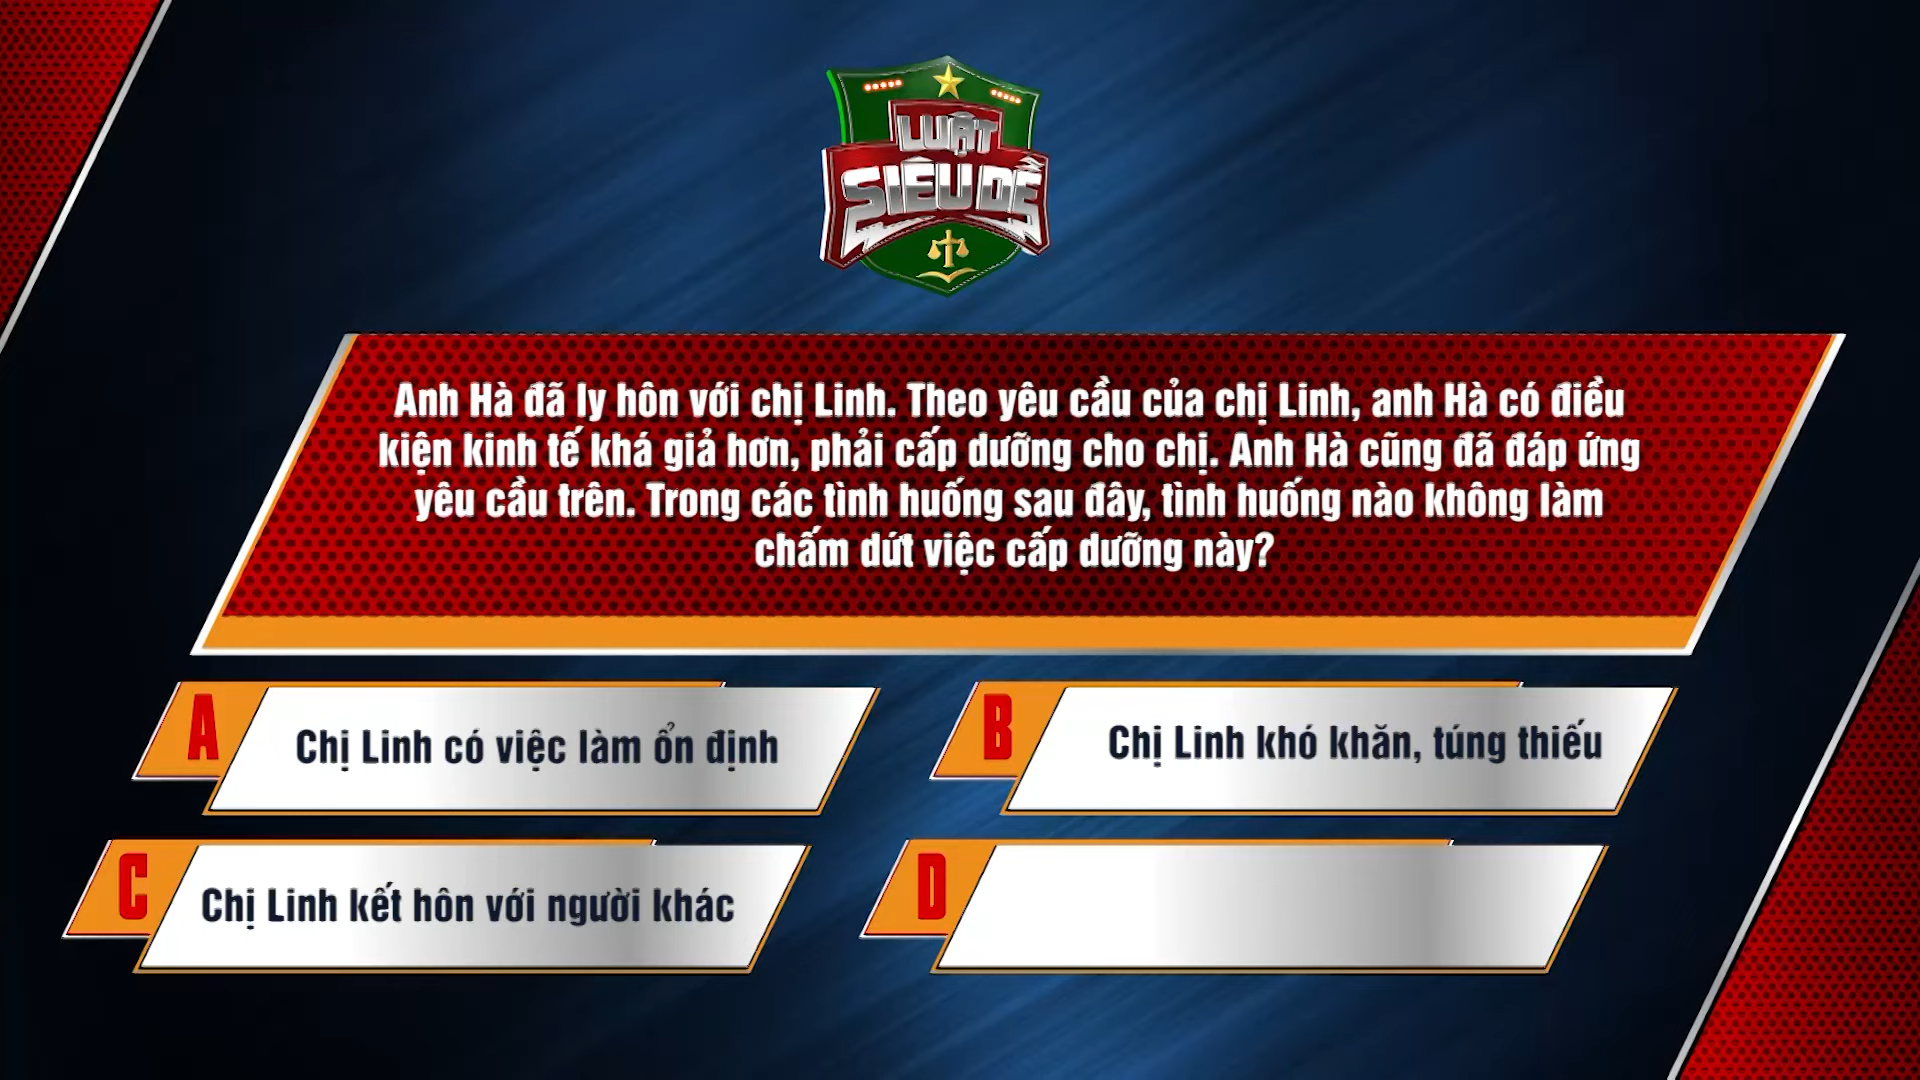 LUẬT
SIÊU DỄ
Anh Hà đã ly hôn với chị Linh. Theo yêu cầu của chị Linh, anh Hà có điều
kiện kinh tế khá giả hơn, phải cấp dưỡng cho chị. Anh Hà cũng đã đáp ứng
yêu cầu trên. Trong các tình huống sau đây, tình huống nào không làm
chấm dứt việc cấp dưỡng này?
A Chị Linh có việc làm ổn định
B Chị Linh khó khăn, túng thiếu
C Chị Linh kết hôn với người khác
D